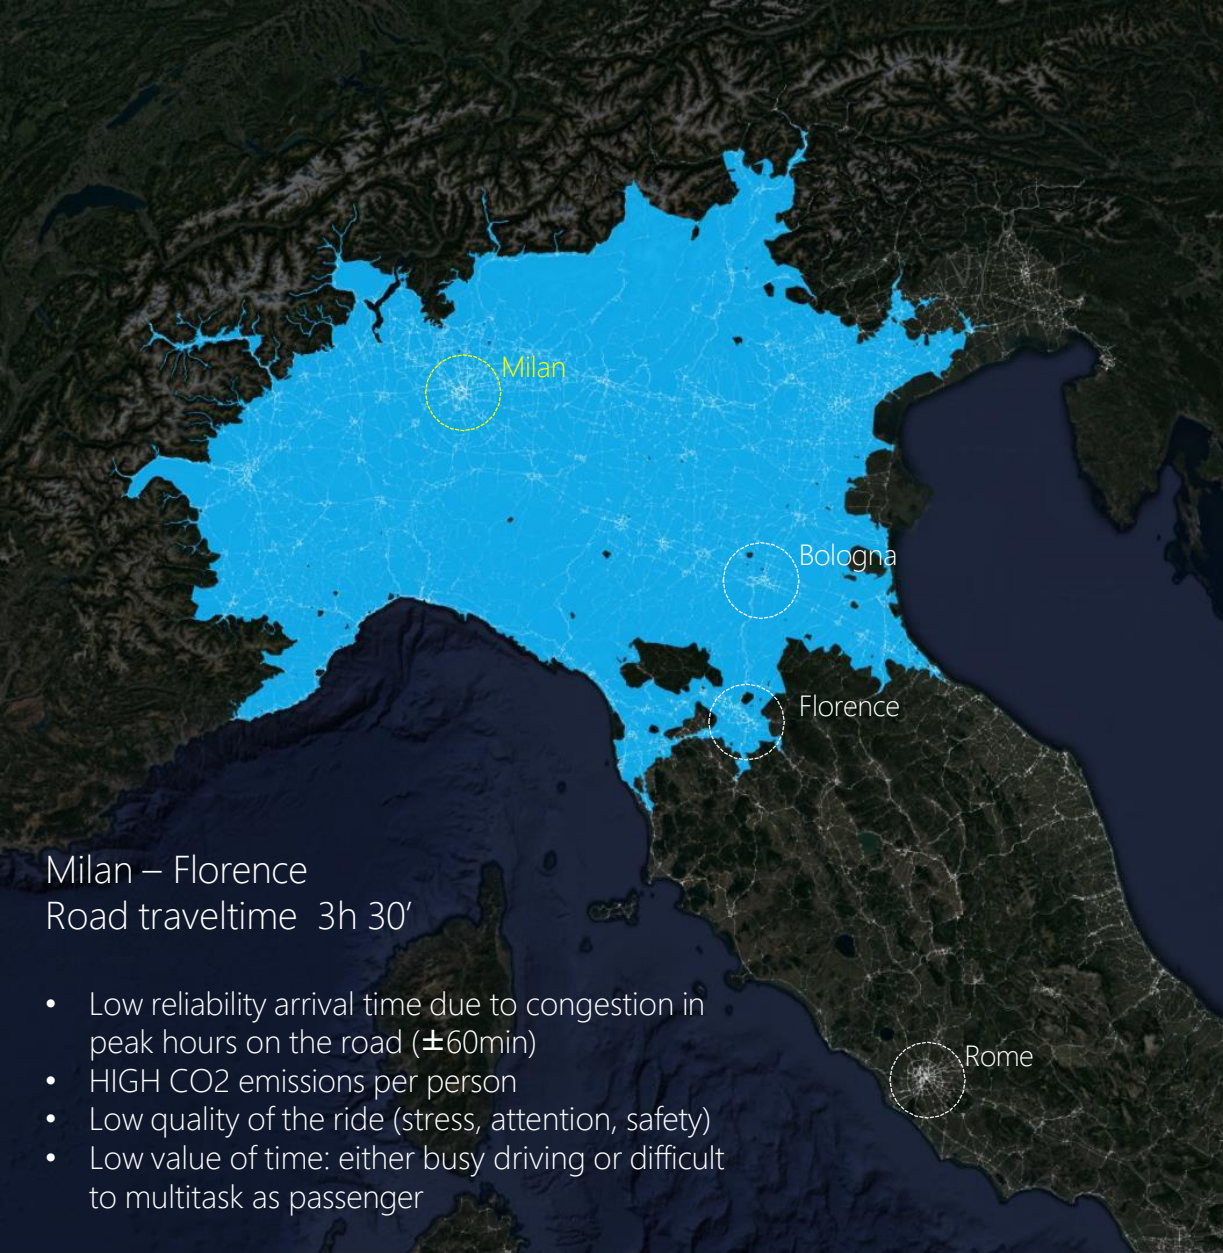 Milan
Bologna
Florence
Milan – Florence
Road traveltime 3h 30’
• Low reliability arrival time due to congestion in
peak hours on the road (±60min)
• HIGH CO2 emissions per person
• Low quality of the ride (stress, attention, safety)
• Low value of time: either busy driving or difficult
to multitask as passenger
Rome